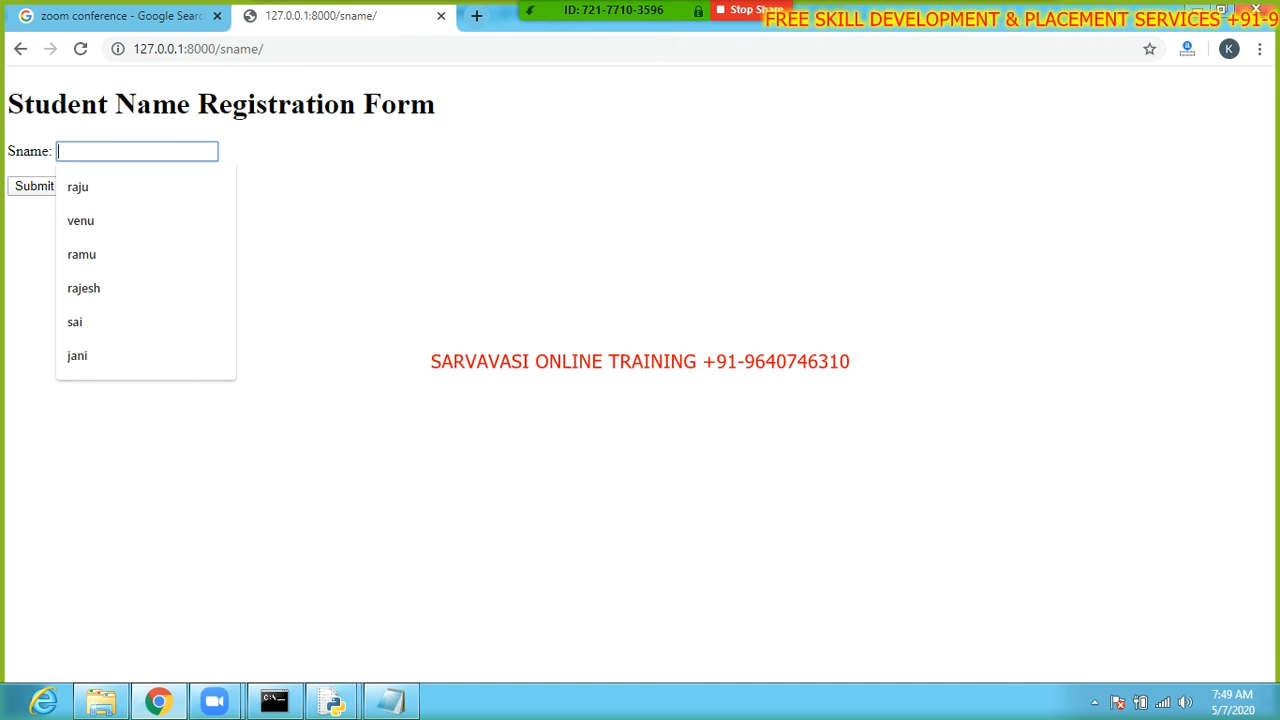 zoom conference - Google Searc
127.0.0.1:8000/sname/
ID: 721-7710-3596
Stop Share
FREE SKILL DEVELOPMENT & PLACEMENT SERVICES +91-9
127.0.0.1:8000/sname/
K
Student Name Registration Form
Sname:
Submit
raju
venu
ramu
rajesh
sai
jani
SARVAVASI ONLINE TRAINING +91-9640746310
7:49 AM
5/7/2020